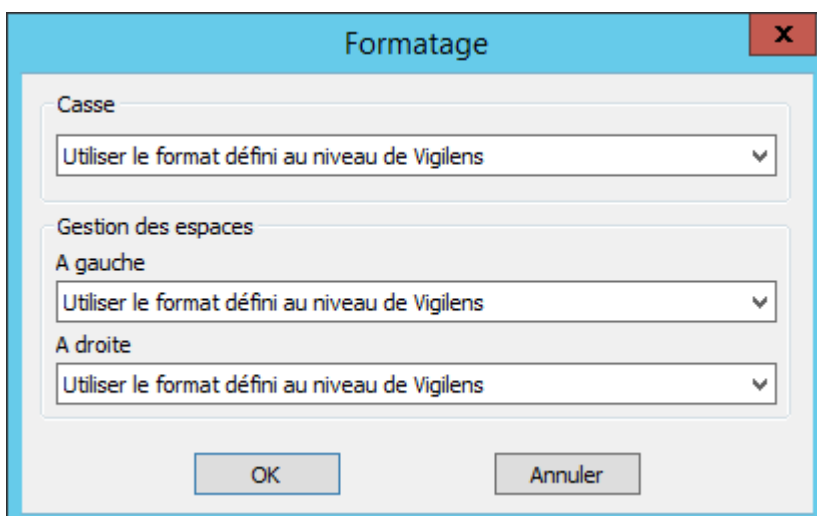 Formatage
x
Casse
Utiliser le format défini au niveau de Vigilens
Gestion des espaces
A gauche
Utiliser le format défini au niveau de Vigilens
A droite
Utiliser le format défini au niveau de Vigilens
OK Annuler